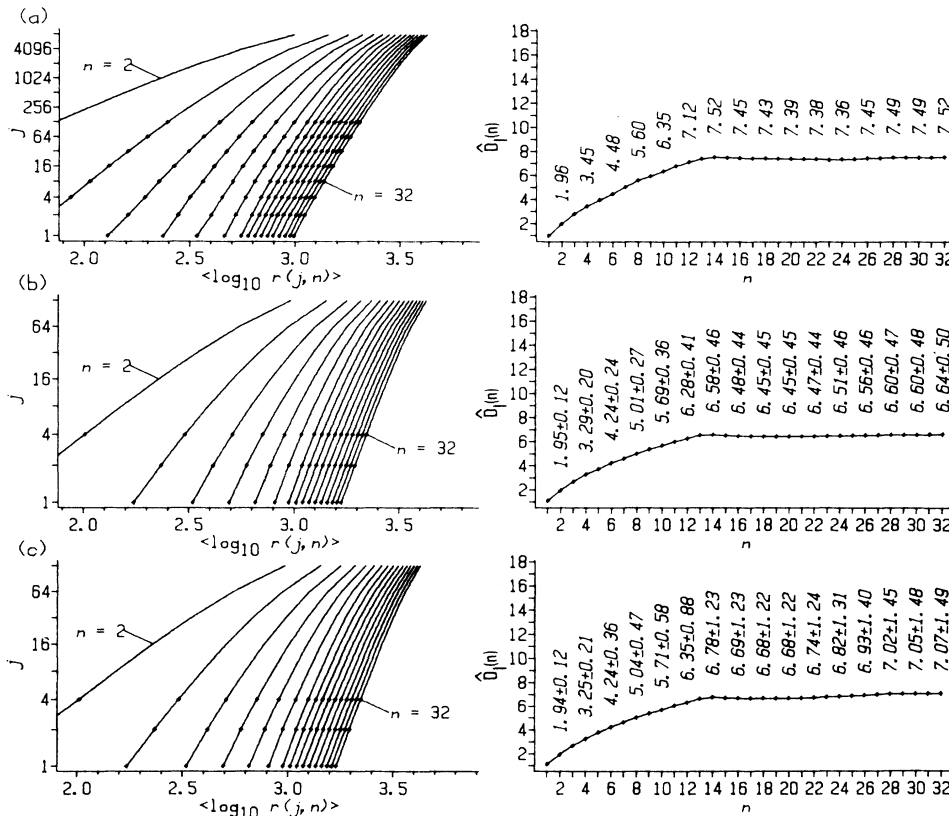 (a)
4096
1024
256
64
16
4
1
j
n = 2
n = 32
2.0 2.5 3.0 3.5
<log10 r(j,n)>
18
16
14
12
10
8
6
4
2
D̂I(n)
1.96 3.45 4.48 5.60 6.35 7.12 7.52 7.45 7.43 7.39 7.38 7.36 7.45 7.49 7.49 7.52
2 4 6 8 10 12 14 16 18 20 22 24 26 28 30 32
n
(b)
64
16
4
1
j
n = 2
n = 32
2.0 2.5 3.0 3.5
<log10 r(j,n)>
18
16
14
12
10
8
6
4
2
D̂I(n)
1.95±0.12 3.29±0.20 4.24±0.24 5.01±0.27 5.69±0.36 6.28±0.41 6.58±0.46 6.48±0.44 6.45±0.45 6.45±0.45 6.47±0.44 6.51±0.46 6.56±0.46 6.60±0.47 6.60±0.48 6.64±0.50
2 4 6 8 10 12 14 16 18 20 22 24 26 28 30 32
n
(c)
64
16
4
1
j
n = 2
n = 32
2.0 2.5 3.0 3.5
<log10 r(j,n)>
18
16
14
12
10
8
6
4
2
D̂I(n)
1.94±0.12 3.25±0.21 4.24±0.36 5.04±0.47 5.71±0.58 6.35±0.88 6.78±1.23 6.69±1.23 6.68±1.22 6.68±1.22 6.74±1.24 6.82±1.31 6.93±1.40 7.02±1.45 7.05±1.48 7.07±1.49
2 4 6 8 10 12 14 16 18 20 22 24 26 28 30 32
n